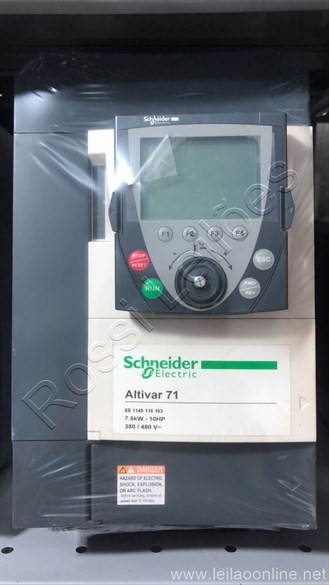 Schneider
Electric
F1 F2 F3 F4
STOP
RESET
ESC
RUN
FWD
REV
Schneider
Electric
Altivar 71
7.5kW - 10HP
380 / 480 V~
DANGER
HAZARD OF ELECTRIC
SHOCK, EXPLOSION,
OR ARC FLASH.
Rossi Leilões
www.leilaoonline.net